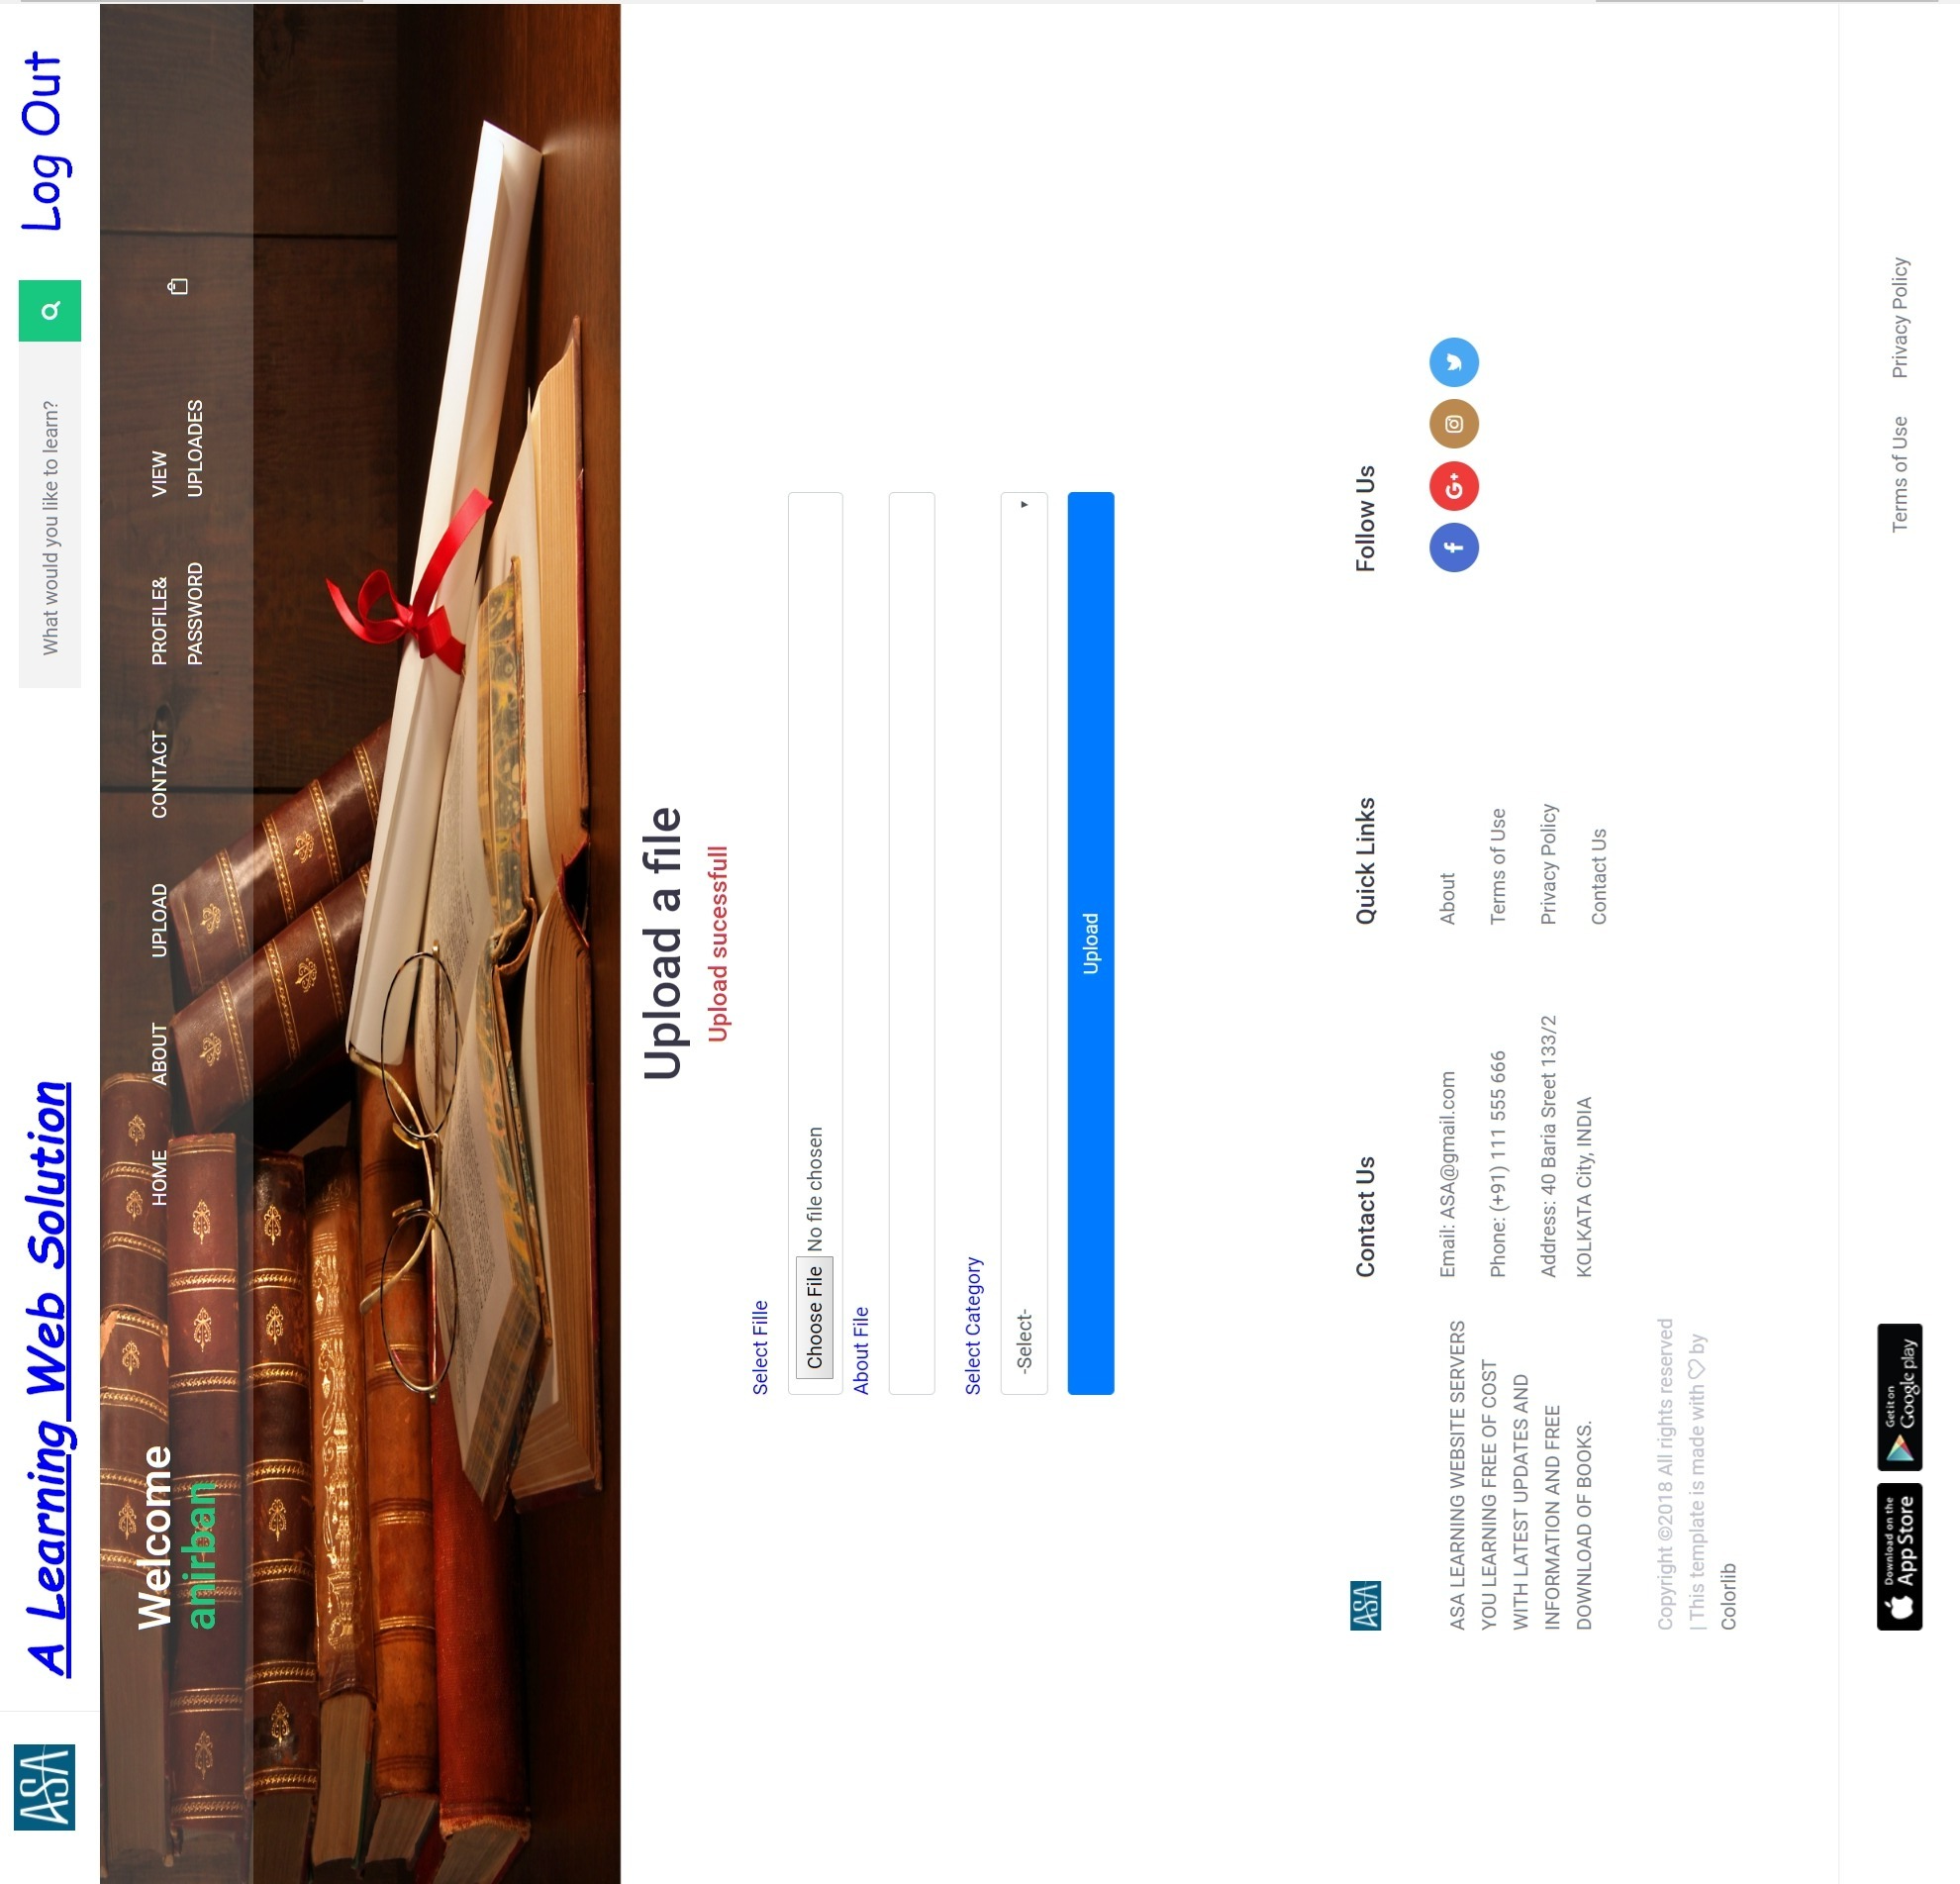 ASA
A Learning Web Solution
What would you like to learn?
Log Out
Welcome
anirban
HOME
ABOUT
UPLOAD
CONTACT
PROFILE&
PASSWORD
VIEW
UPLOADES
Upload a file
Upload sucessfull
Select Fille
Choose File No file chosen
About File
Select Category
-Select-
Upload
ASA
ASA LEARNING WEBSITE SERVERS
YOU LEARNING FREE OF COST
WITH LATEST UPDATES AND
INFORMATION AND FREE
DOWNLOAD OF BOOKS.
Copyright ©2018 All rights reserved
| This template is made with ♡ by
Colorlib
Contact Us
Email: ASA@gmail.com
Phone: (+91) 111 555 666
Address: 40 Baria Sreet 133/2
KOLKATA City, INDIA
Quick Links
About
Terms of Use
Privacy Policy
Contact Us
Follow Us
Download on the
App Store
Get it on
Google play
Terms of Use
Privacy Policy